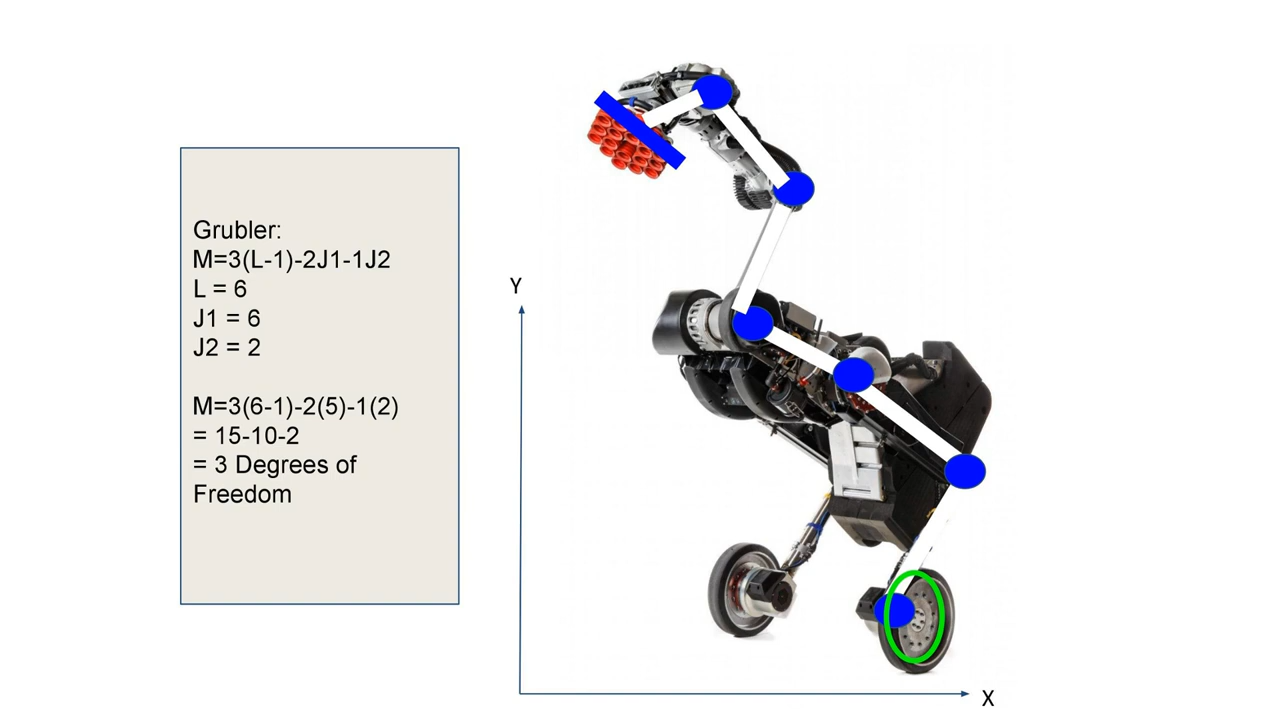 Grubler:
M=3(L-1)-2J1-1J2
L = 6
J1 = 6
J2 = 2
M=3(6-1)-2(5)-1(2)
= 15-10-2
= 3 Degrees of
Freedom
Y
X